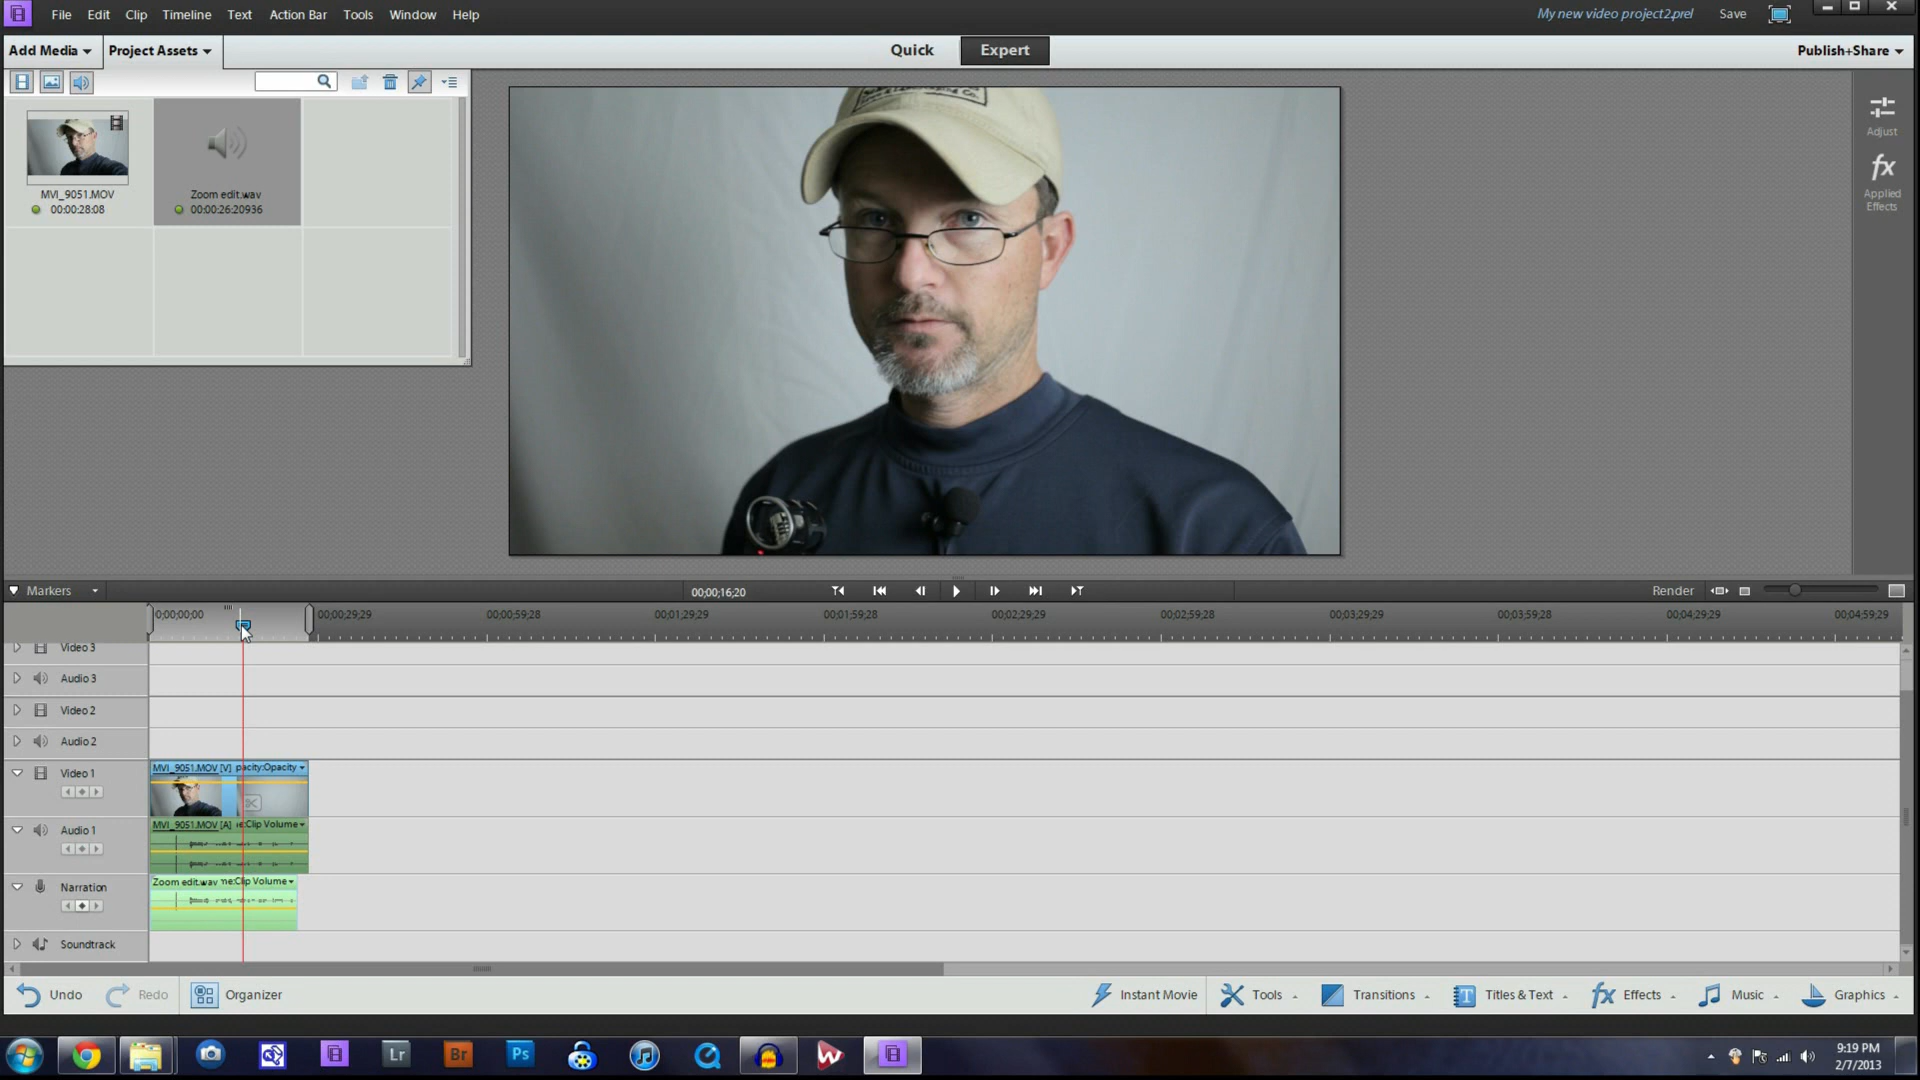 File Edit Clip Timeline Text Action Bar Tools Window Help
My new video project2.prel Save
Add Media Project Assets
Quick Expert
Publish+Share
MVI_9051.MOV
00:00:28:08
Zoom edit.wav
00:00:26:20936
Adjust
fx
Applied
Effects
Markers
00;00;16;20
Render
0;00;00;00 00;00;29;29 00;00;59;28 00;01;29;29 00;01;59;28 00;02;29;29 00;02;59;28 00;03;29;29 00;03;59;28 00;04;29;29 00;04;59;29
Video 3
Audio 3
Video 2
Audio 2
Video 1
MVI_9051.MOV [V] pacity:Opacity
Audio 1
MVI_9051.MOV [A] :Clip Volume
Narration
Zoom edit.wav ne:Clip Volume
Soundtrack
Undo Redo Organizer
Instant Movie Tools Transitions Titles & Text fx Effects Music Graphics
Lr Br Ps
9:19 PM
2/7/2013